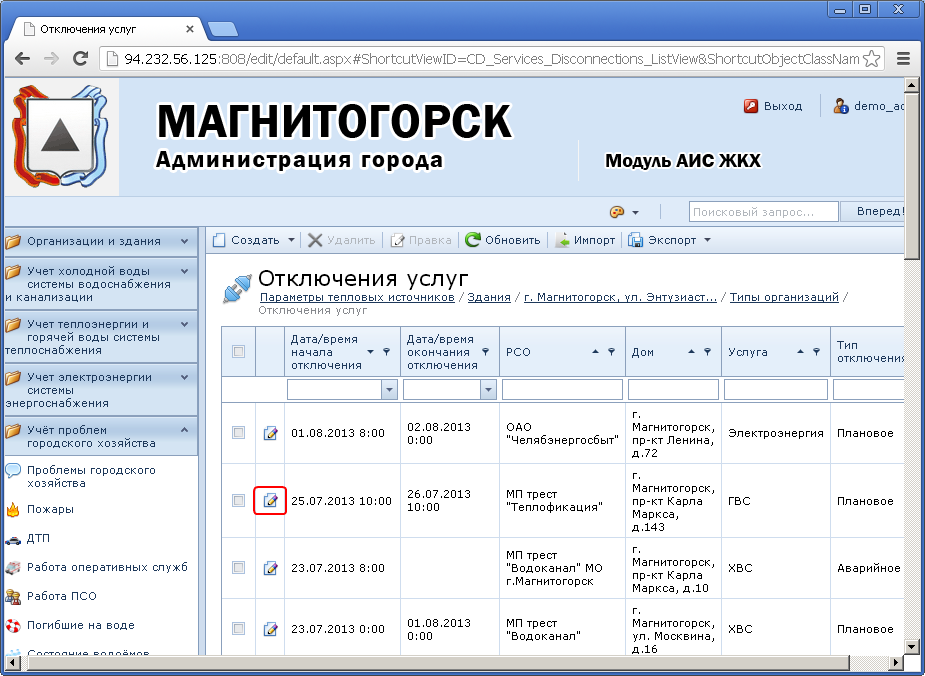 Отключения услуг
94.232.56.125:808/edit/default.aspx#ShortcutViewID=CD_Services_Disconnections_ListView&ShortcutObjectClassNam
МАГНИТОГОРСК
Администрация города
Модуль АИС ЖКХ
Выход
demo_ad
Поисковый запрос...
Вперед!
Организации и здания
Учет холодной воды
системы водоснабжения
и канализации
Учет теплоэнергии и
горячей воды системы
теплоснабжения
Учет электроэнергии
системы
энергоснабжения
Учёт проблем
городского хозяйства
Проблемы городского
хозяйства
Пожары
ДТП
Работа оперативных служб
Работа ПСО
Погибшие на воде
Состояние водоёмов
Создать
Удалить
Правка
Обновить
Импорт
Экспорт
Отключения услуг
Параметры тепловых источников / Здания / г. Магнитогорск, ул. Энтузиаст... / Типы организаций /
Отключения услуг
Дата/время
начала
отключения
Дата/время
окончания
отключения
РСО
Дом
Услуга
Тип
отключения
01.08.2013 8:00
02.08.2013
0:00
ОАО
"Челябэнергосбыт"
г.
Магнитогорск,
пр-кт Ленина,
д.72
Электроэнергия
Плановое
25.07.2013 10:00
26.07.2013
10:00
МП трест
"Теплофикация"
г.
Магнитогорск,
пр-кт Карла
Маркса,
д.143
ГВС
Плановое
23.07.2013 8:00
МП трест
"Водоканал" МО
г.Магнитогорск
г.
Магнитогорск,
пр-кт Карла
Маркса, д.10
ХВС
Аварийное
23.07.2013 0:00
01.08.2013
0:00
МП трест
"Водоканал"
г.
Магнитогорск,
ул. Москвина,
д.16
ХВС
Плановое